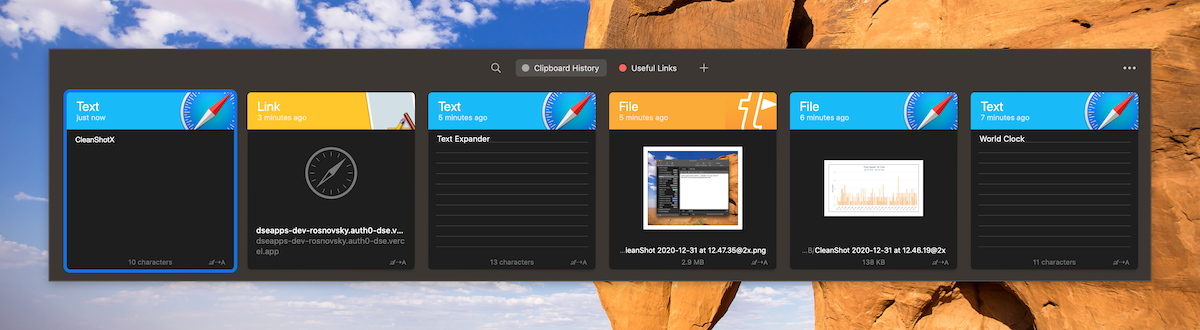 Clipboard History
Useful Links
Text
just now
CleanShotX
10 characters
Link
3 minutes ago
dseapps-dev-rosnovsky.auth0-dse.v...
dseapps-dev-rosnovsky.auth0-dse.verc
el.app
Text
5 minutes ago
Text Expander
13 characters
File
5 minutes ago
...leanShot 2020-12-31 at 12.47.35@2x.png
2.9 MB
File
6 minutes ago
...B/CleanShot 2020-12-31 at 12.46.19@2x
138 KB
Text
7 minutes ago
World Clock
11 characters